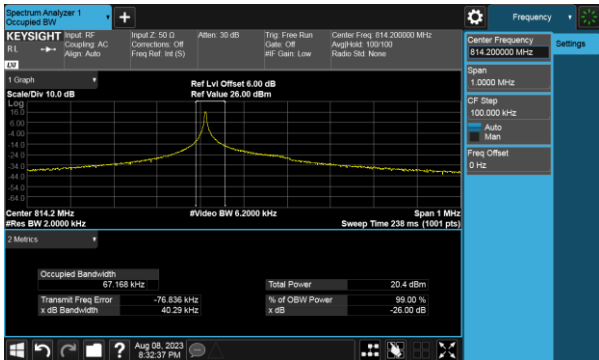 Spectrum Analyzer 1
Occupied BW
Frequency
KEYSIGHT
Input: RF
Coupling: AC
Align: Auto
Input Z: 50 Ω
Corrections: Off
Freq Ref: Int (S)
Atten: 30 dB
Trig: Free Run
Gate: Off
#IF Gain: Low
Center Freq: 814.200000 MHz
Avg|Hold: 100/100
Radio Std: None
RL
LXI
Center Frequency
814.200000 MHz
Settings
Span
1.0000 MHz
CF Step
100.000 kHz
Auto
Man
Freq Offset
0 Hz
1 Graph
Scale/Div 10.0 dB
Ref Lvl Offset 6.00 dB
Ref Value 26.00 dBm
Log
16.0
6.00
-4.00
-14.0
-24.0
-34.0
-44.0
-54.0
-64.0
Center 814.2 MHz
#Video BW 6.2000 kHz
Span 1 MHz
#Res BW 2.0000 kHz
Sweep Time 238 ms (1001 pts)
2 Metrics
Occupied Bandwidth
67.168 kHz
Total Power 20.4 dBm
Transmit Freq Error -76.836 kHz
% of OBW Power 99.00 %
x dB Bandwidth 40.29 kHz
x dB -26.00 dB
?
Aug 08, 2023
8:32:37 PM